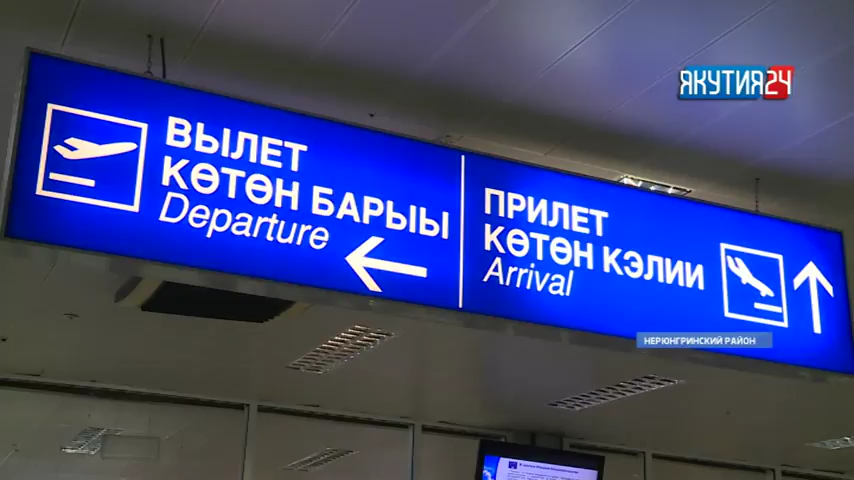 ЯКУТИЯ24
ВЫЛЕТ
КӨТӨН БАРЫЫ
Departure
ПРИЛЕТ
КӨТӨН КЭЛИИ
Arrival
НЕРЮНГРИНСКИЙ РАЙОН